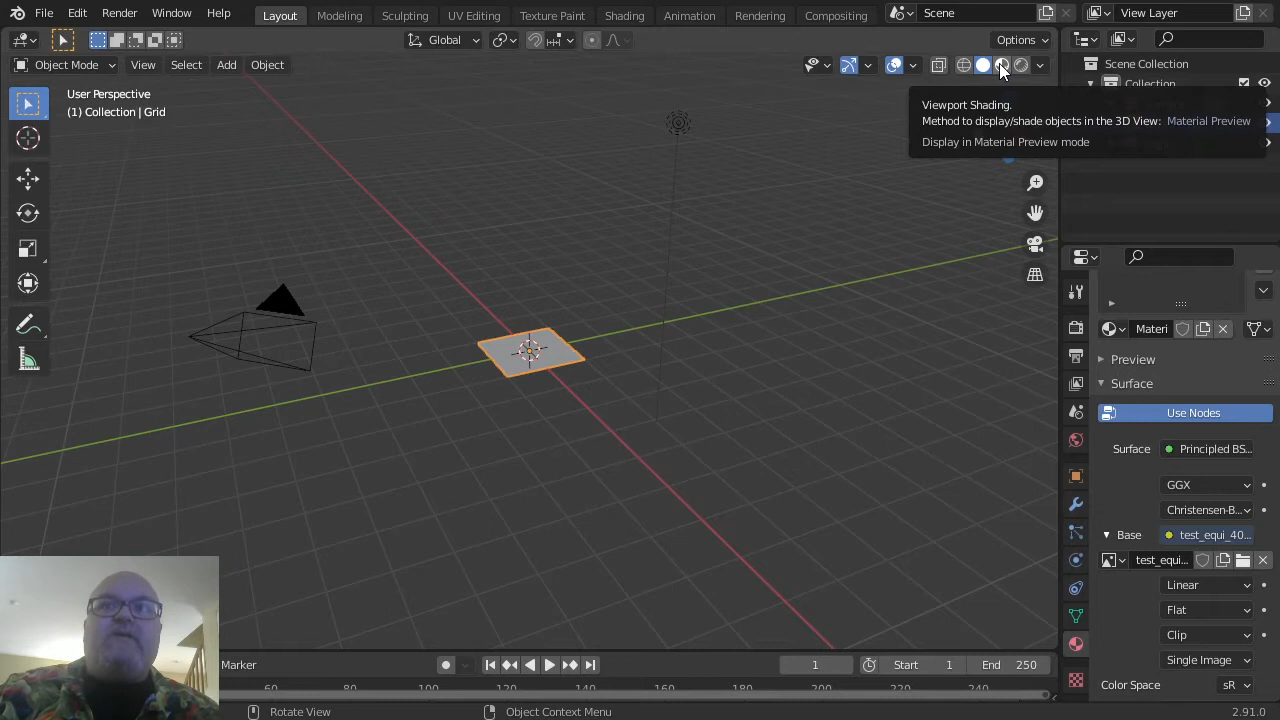 File Edit Render Window Help Layout Modeling Sculpting UV Editing Texture Paint Shading Animation Rendering Compositing Scene View Layer
Global Options
Object Mode View Select Add Object
Scene Collection
Collection
User Perspective
(1) Collection | Grid
Viewport Shading.
Method to display/shade objects in the 3D View: Material Preview
Display in Material Preview mode
Materi
Preview
Surface
Use Nodes
Surface Principled BS...
GGX
Christensen-B...
Base test_equi_40...
test_equi...
Linear
Flat
Clip
Single Image
Color Space sR
Marker 1 Start 1 End 250
60 80 100 120 140 160 180 200 220 240
Rotate View Object Context Menu 2.91.0